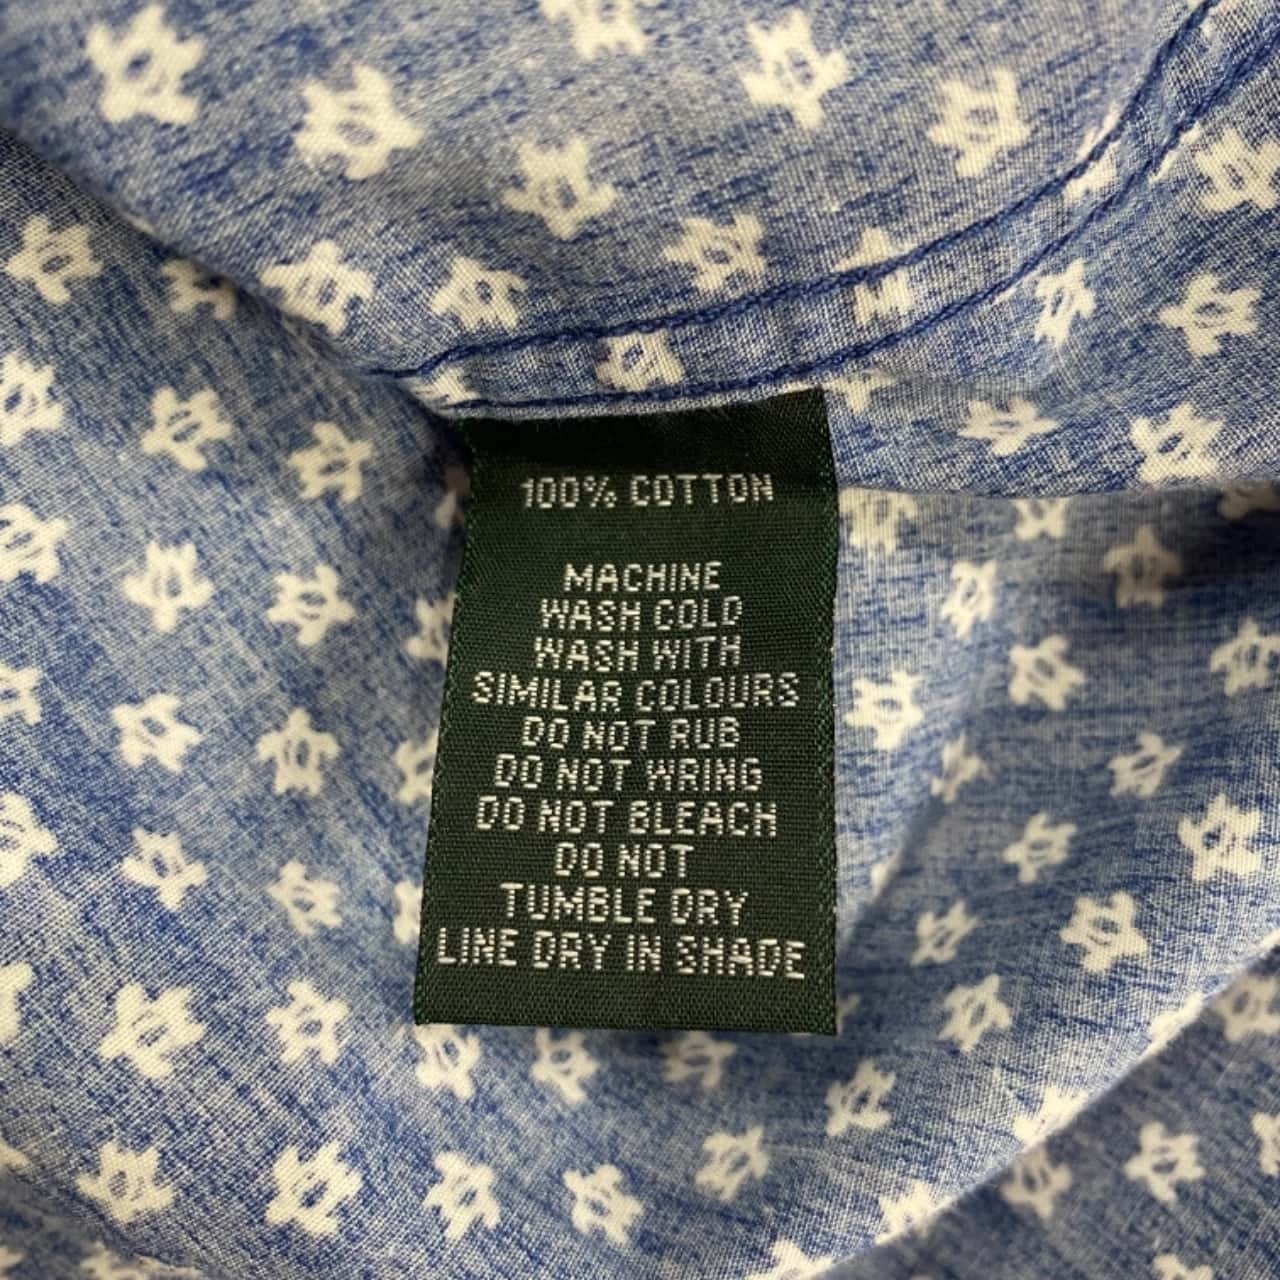 100% COTTON
MACHINE
WASH COLD
WASH WITH
SIMILAR COLOURS
DO NOT RUB
DO NOT WRING
DO NOT BLEACH
DO NOT
TUMBLE DRY
LINE DRY IN SHADE